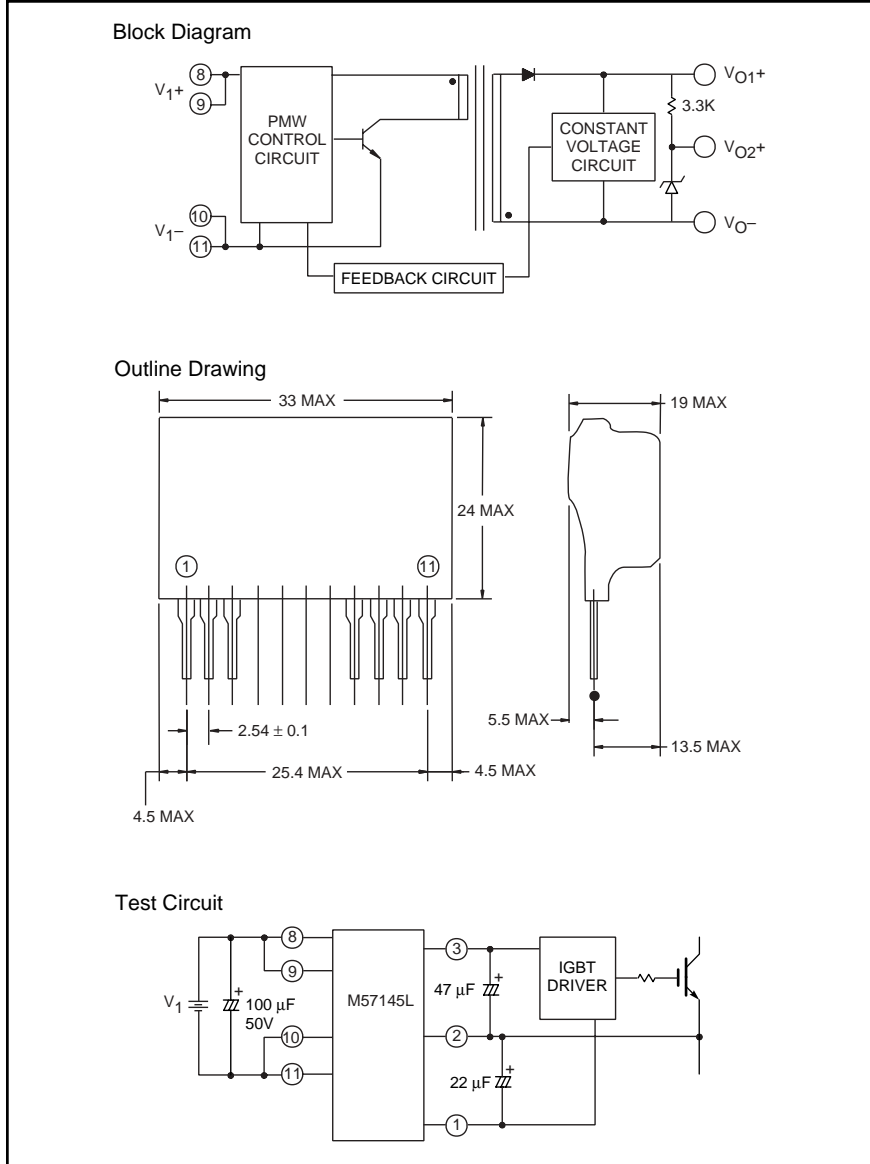 Block Diagram
8
V1+
9
PMW
CONTROL
CIRCUIT
10
V1–
11
FEEDBACK CIRCUIT
CONSTANT
VOLTAGE
CIRCUIT
VO1+
3.3K
VO2+
VO–
Outline Drawing
33 MAX
19 MAX
24 MAX
1
11
2.54 ± 0.1
25.4 MAX
4.5 MAX
4.5 MAX
5.5 MAX
13.5 MAX
Test Circuit
V1
+
100 µF
50V
8
9
10
11
M57145L
3
2
1
+
47 µF
+
22 µF
IGBT
DRIVER